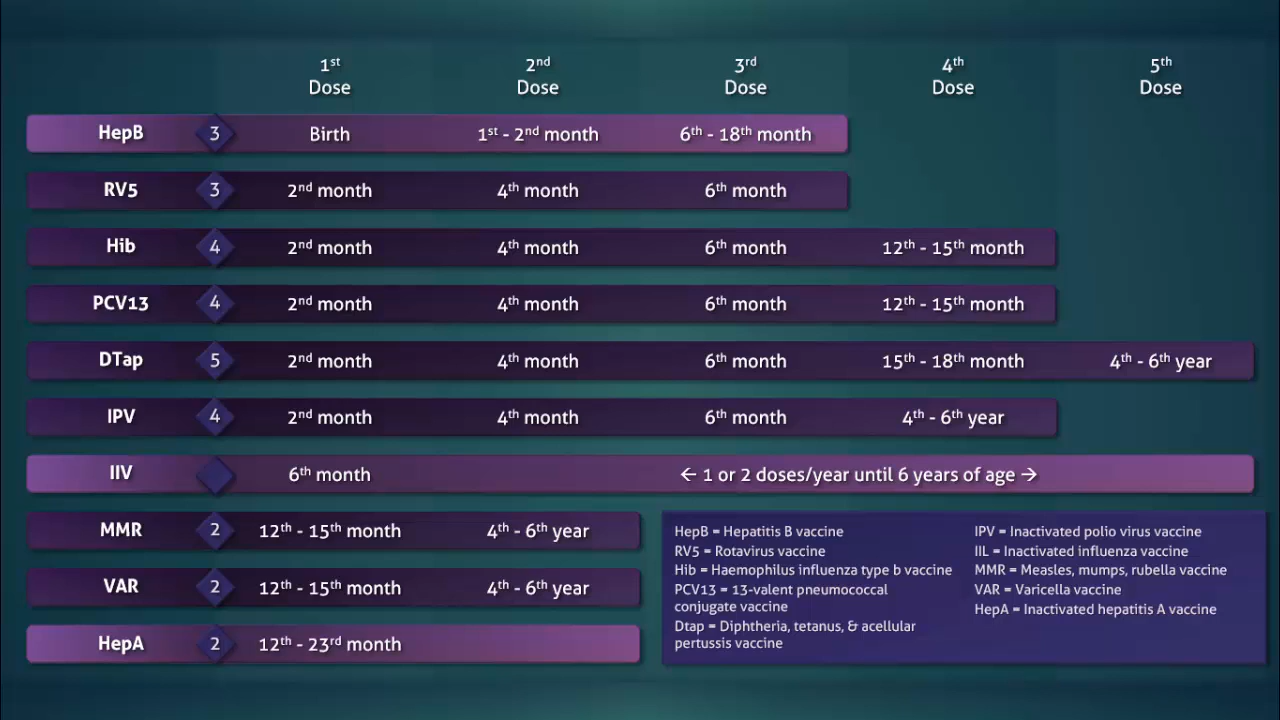 1st Dose 2nd Dose 3rd Dose 4th Dose 5th Dose
HepB 3 Birth 1st - 2nd month 6th - 18th month
RV5 3 2nd month 4th month 6th month
Hib 4 2nd month 4th month 6th month 12th - 15th month
PCV13 4 2nd month 4th month 6th month 12th - 15th month
DTap 5 2nd month 4th month 6th month 15th - 18th month 4th - 6th year
IPV 4 2nd month 4th month 6th month 4th - 6th year
IIV 6th month ← 1 or 2 doses/year until 6 years of age →
MMR 2 12th - 15th month 4th - 6th year
VAR 2 12th - 15th month 4th - 6th year
HepA 2 12th - 23rd month
HepB = Hepatitis B vaccine
RV5 = Rotavirus vaccine
Hib = Haemophilus influenza type b vaccine
PCV13 = 13-valent pneumococcal
conjugate vaccine
Dtap = Diphtheria, tetanus, & acellular
pertussis vaccine
IPV = Inactivated polio virus vaccine
IIL = Inactivated influenza vaccine
MMR = Measles, mumps, rubella vaccine
VAR = Varicella vaccine
HepA = Inactivated hepatitis A vaccine